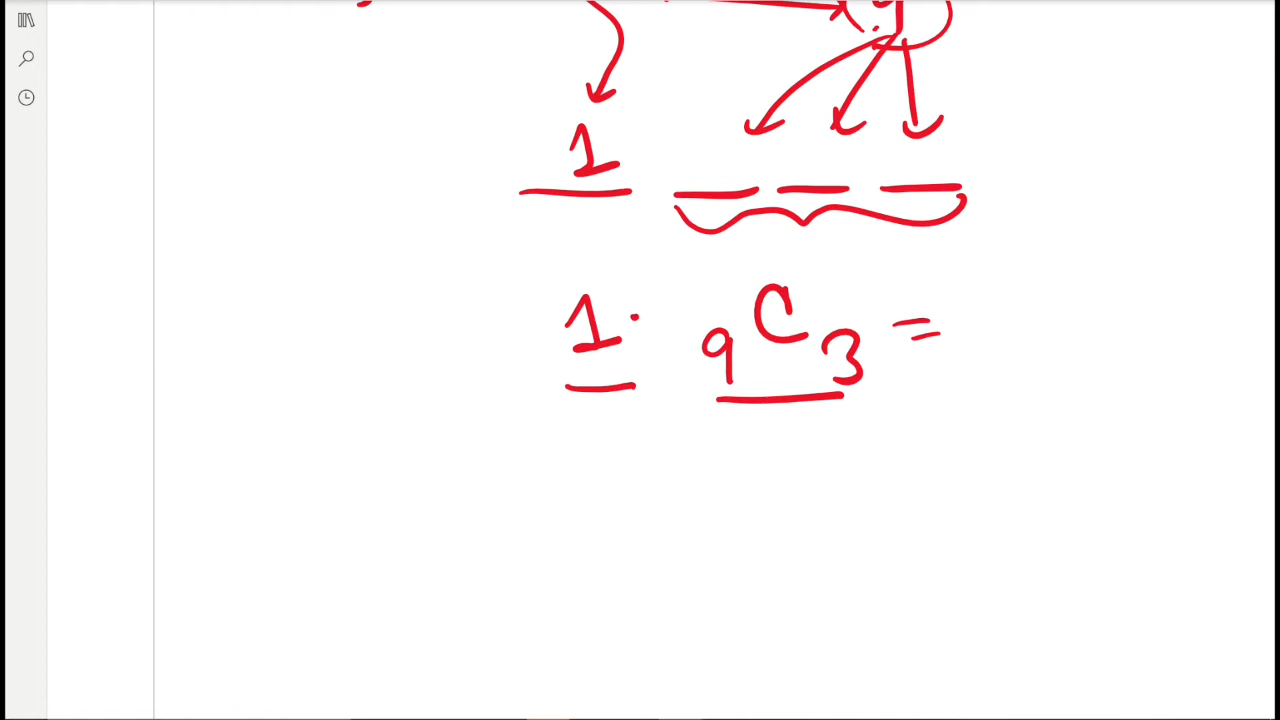 1
1 · 9C3 =